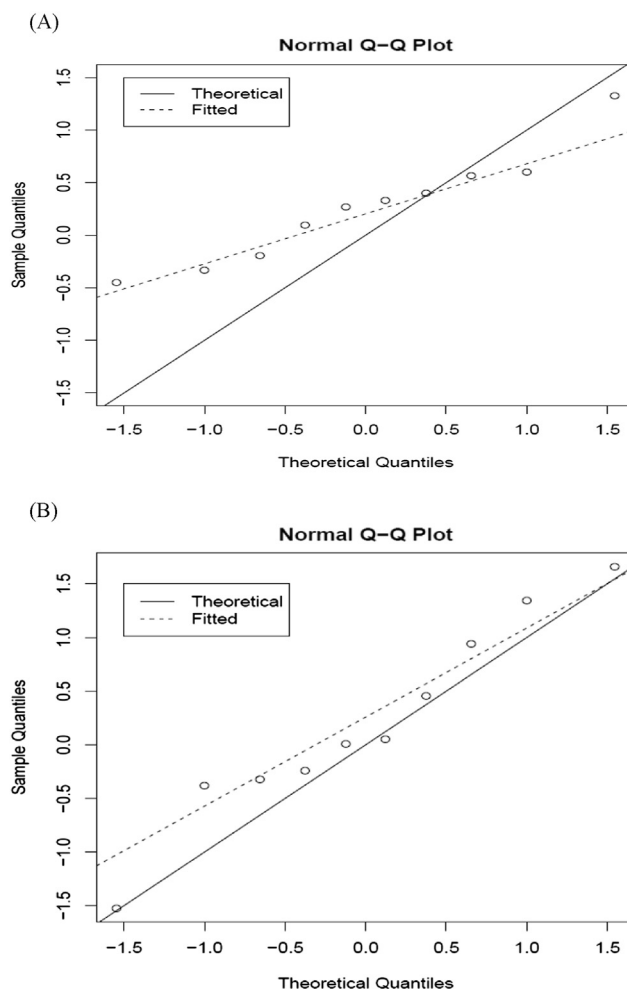 (A)
Normal Q−Q Plot
Theoretical
Fitted
1.5
1.0
0.5
0.0
−0.5
−1.0
−1.5
Sample Quantiles
−1.5 −1.0 −0.5 0.0 0.5 1.0 1.5
Theoretical Quantiles
(B)
Normal Q−Q Plot
Theoretical
Fitted
1.5
1.0
0.5
0.0
−0.5
−1.0
−1.5
Sample Quantiles
−1.5 −1.0 −0.5 0.0 0.5 1.0 1.5
Theoretical Quantiles